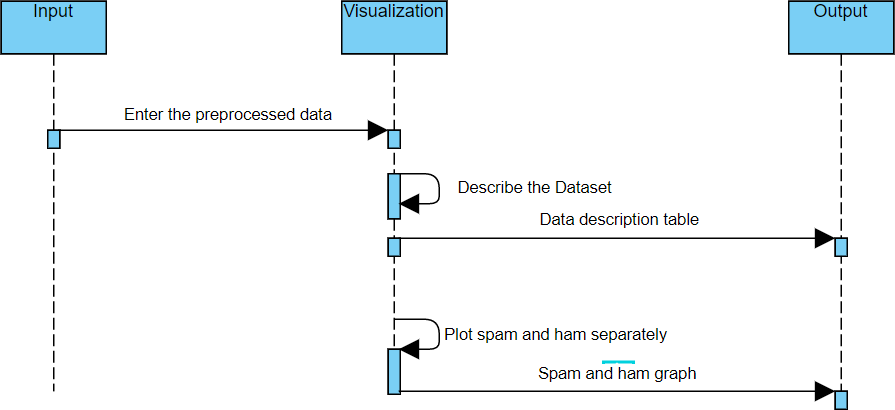 Input
Visualization
Output
Enter the preprocessed data
Describe the Dataset
Data description table
Plot spam and ham separately
Spam and ham graph